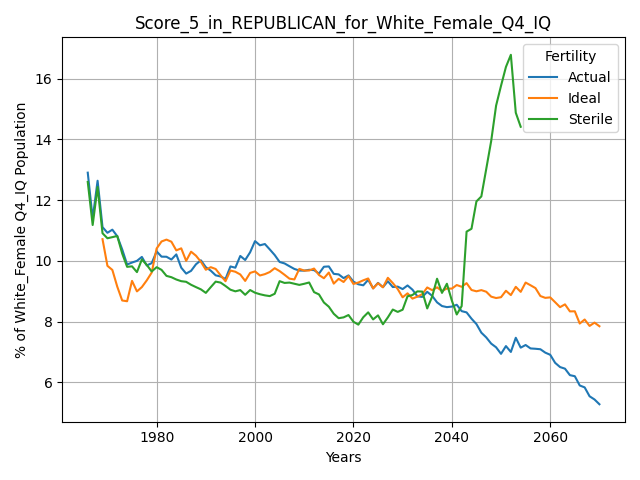 Score_5_in_REPUBLICAN_for_White_Female_Q4_IQ
Fertility
Actual
Ideal
Sterile
% of White_Female Q4_IQ Population
16
14
12
10
8
6
1980
2000
2020
2040
2060
Years